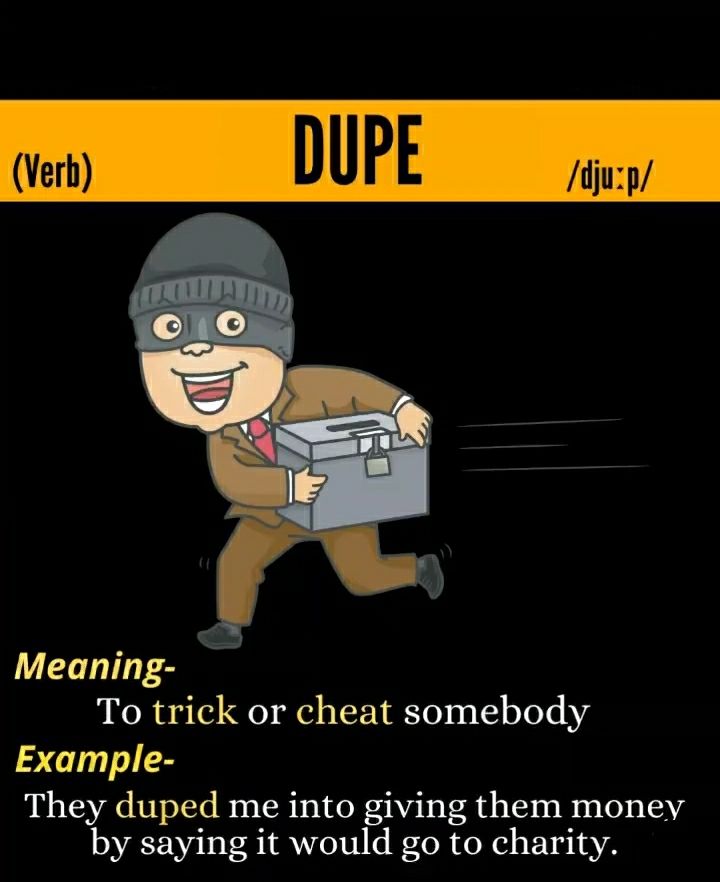 DUPE
(Verb) /djuːp/
Meaning-
To trick or cheat somebody
Example-
They duped me into giving them money
by saying it would go to charity.